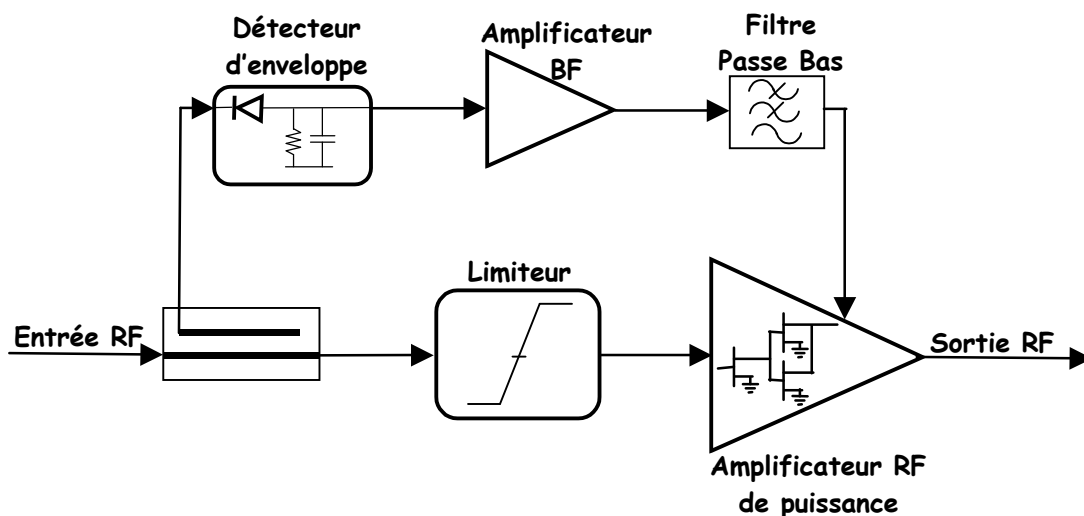 Détecteur
d'enveloppe
Amplificateur
BF
Filtre
Passe Bas
Limiteur
Entrée RF
Sortie RF
Amplificateur RF
de puissance